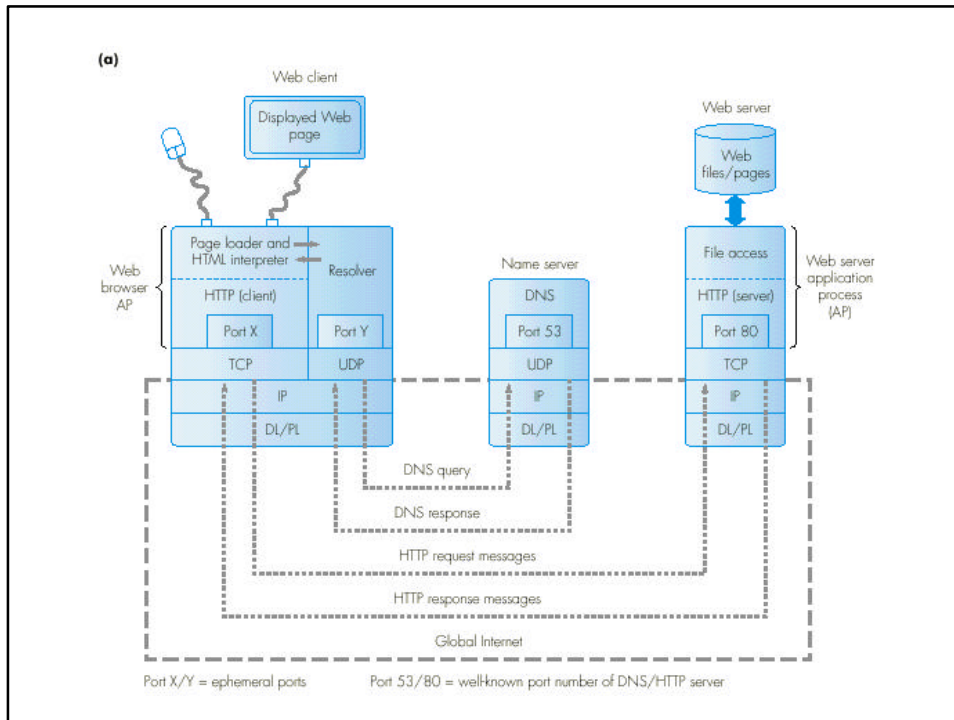 (a)
Web client
Displayed Web
page
Web server
Web
files/pages
Page loader and
HTML interpreter
Resolver
Web
browser
AP
HTTP (client)
Port X
Port Y
TCP
UDP
IP
DL/PL
Name server
DNS
Port 53
UDP
IP
DL/PL
File access
HTTP (server)
Port 80
TCP
IP
DL/PL
Web server
application
process
(AP)
DNS query
DNS response
HTTP request messages
HTTP response messages
Global Internet
Port X/Y = ephemeral ports
Port 53/80 = well-known port number of DNS/HTTP server